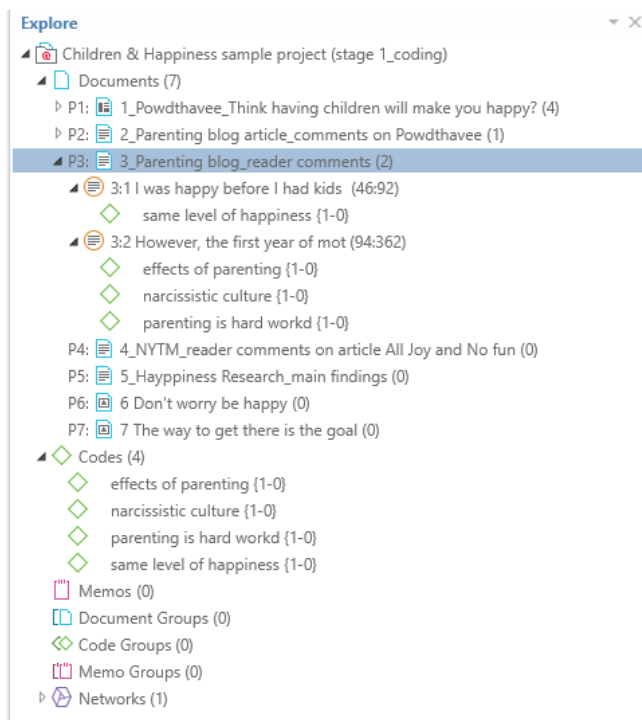 Explore
Children & Happiness sample project (stage 1_coding)
Documents (7)
P1: 1_Powdthavee_Think having children will make you happy? (4)
P2: 2_Parenting blog article_comments on Powdthavee (1)
P3: 3_Parenting blog_reader comments (2)
3:1 I was happy before I had kids (46:92)
same level of happiness {1-0}
3:2 However, the first year of mot (94:362)
effects of parenting {1-0}
narcissistic culture {1-0}
parenting is hard workd {1-0}
P4: 4_NYTM_reader comments on article All Joy and No fun (0)
P5: 5_Hayppiness Research_main findings (0)
P6: 6 Don't worry be happy (0)
P7: 7 The way to get there is the goal (0)
Codes (4)
effects of parenting {1-0}
narcissistic culture {1-0}
parenting is hard workd {1-0}
same level of happiness {1-0}
Memos (0)
Document Groups (0)
Code Groups (0)
Memo Groups (0)
Networks (1)